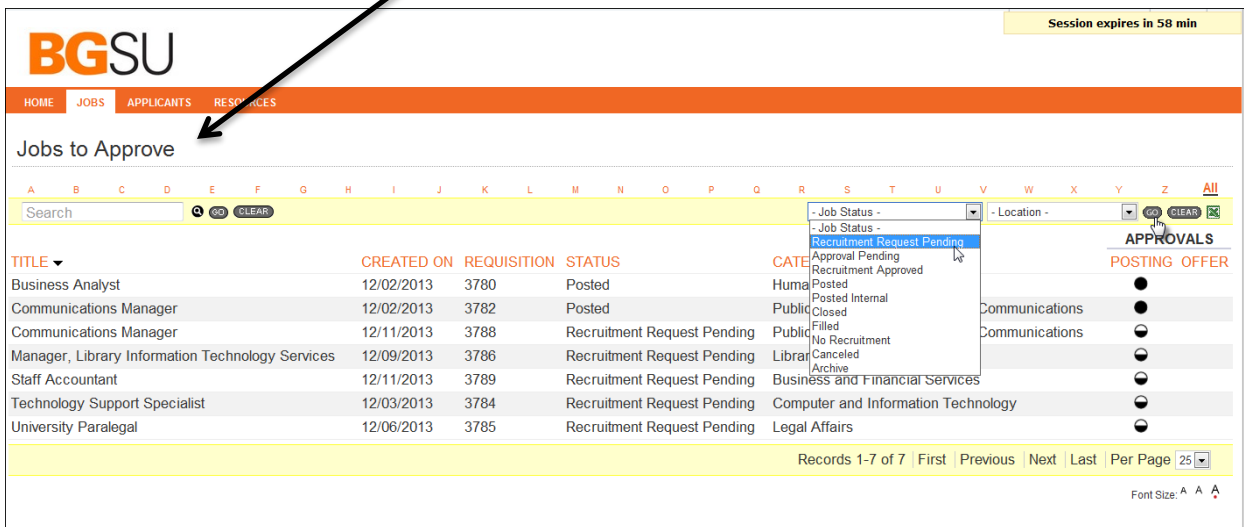 Session expires in 58 min
BGSU
HOME JOBS APPLICANTS RESOURCES
Jobs to Approve
A B C D E F G H I J K L M N O P Q R S T U V W X Y Z All
Search GO CLEAR - Job Status - - Location - GO CLEAR
- Job Status -
Recruitment Request Pending
Approval Pending
Recruitment Approved
Posted
Posted Internal
Closed
Filled
No Recruitment
Canceled
Archive
APPROVALS
TITLE CREATED ON REQUISITION STATUS CATE POSTING OFFER
Business Analyst 12/02/2013 3780 Posted Huma
Communications Manager 12/02/2013 3782 Posted Public Communications
Communications Manager 12/11/2013 3788 Recruitment Request Pending Public Communications
Manager, Library Information Technology Services 12/09/2013 3786 Recruitment Request Pending Librar
Staff Accountant 12/11/2013 3789 Recruitment Request Pending Business and Financial Services
Technology Support Specialist 12/03/2013 3784 Recruitment Request Pending Computer and Information Technology
University Paralegal 12/06/2013 3785 Recruitment Request Pending Legal Affairs
Records 1-7 of 7 First Previous Next Last Per Page 25
Font Size: A A A